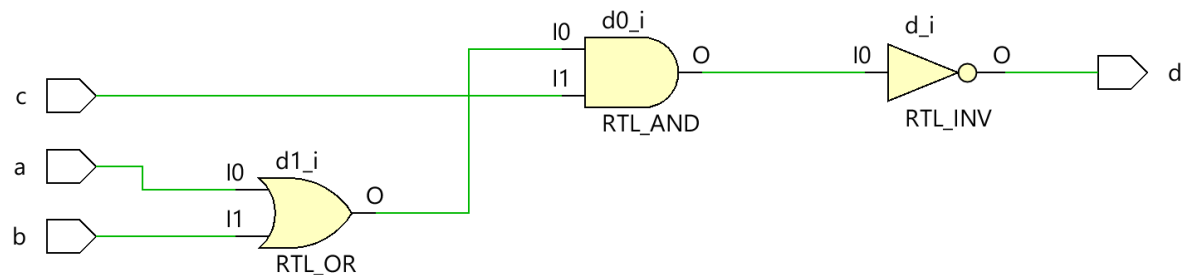 d0_i
d_i
I0
O
I0
O
I1
c
d
RTL_AND
RTL_INV
a
d1_i
I0
O
I1
b
RTL_OR